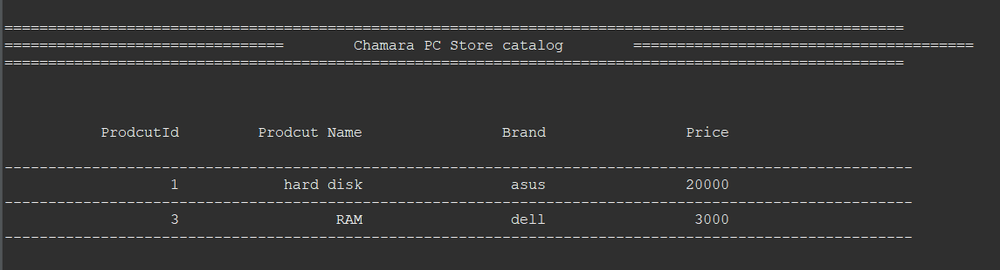 =======================================================================================================
================================        Chamara PC Store catalog        =======================================
=======================================================================================================
ProdcutId         Prodcut Name                Brand                Price
--------------------------------------------------------------------------------------------------------
1            hard disk                 asus                20000
--------------------------------------------------------------------------------------------------------
3                  RAM                 dell                 3000
--------------------------------------------------------------------------------------------------------